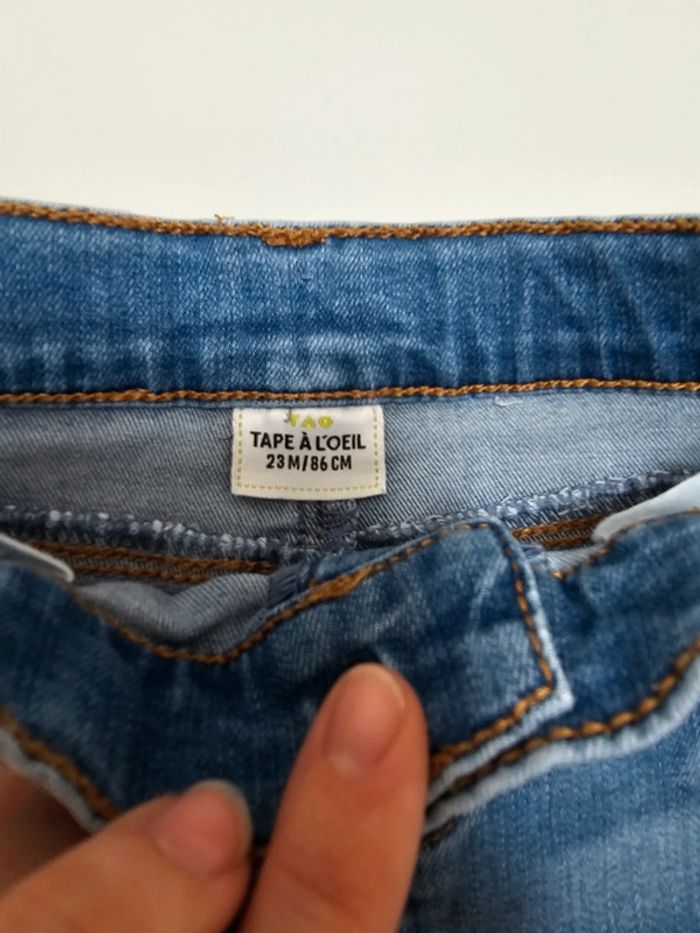 TAO
TAPE À L'OEIL
23 M/86 CM